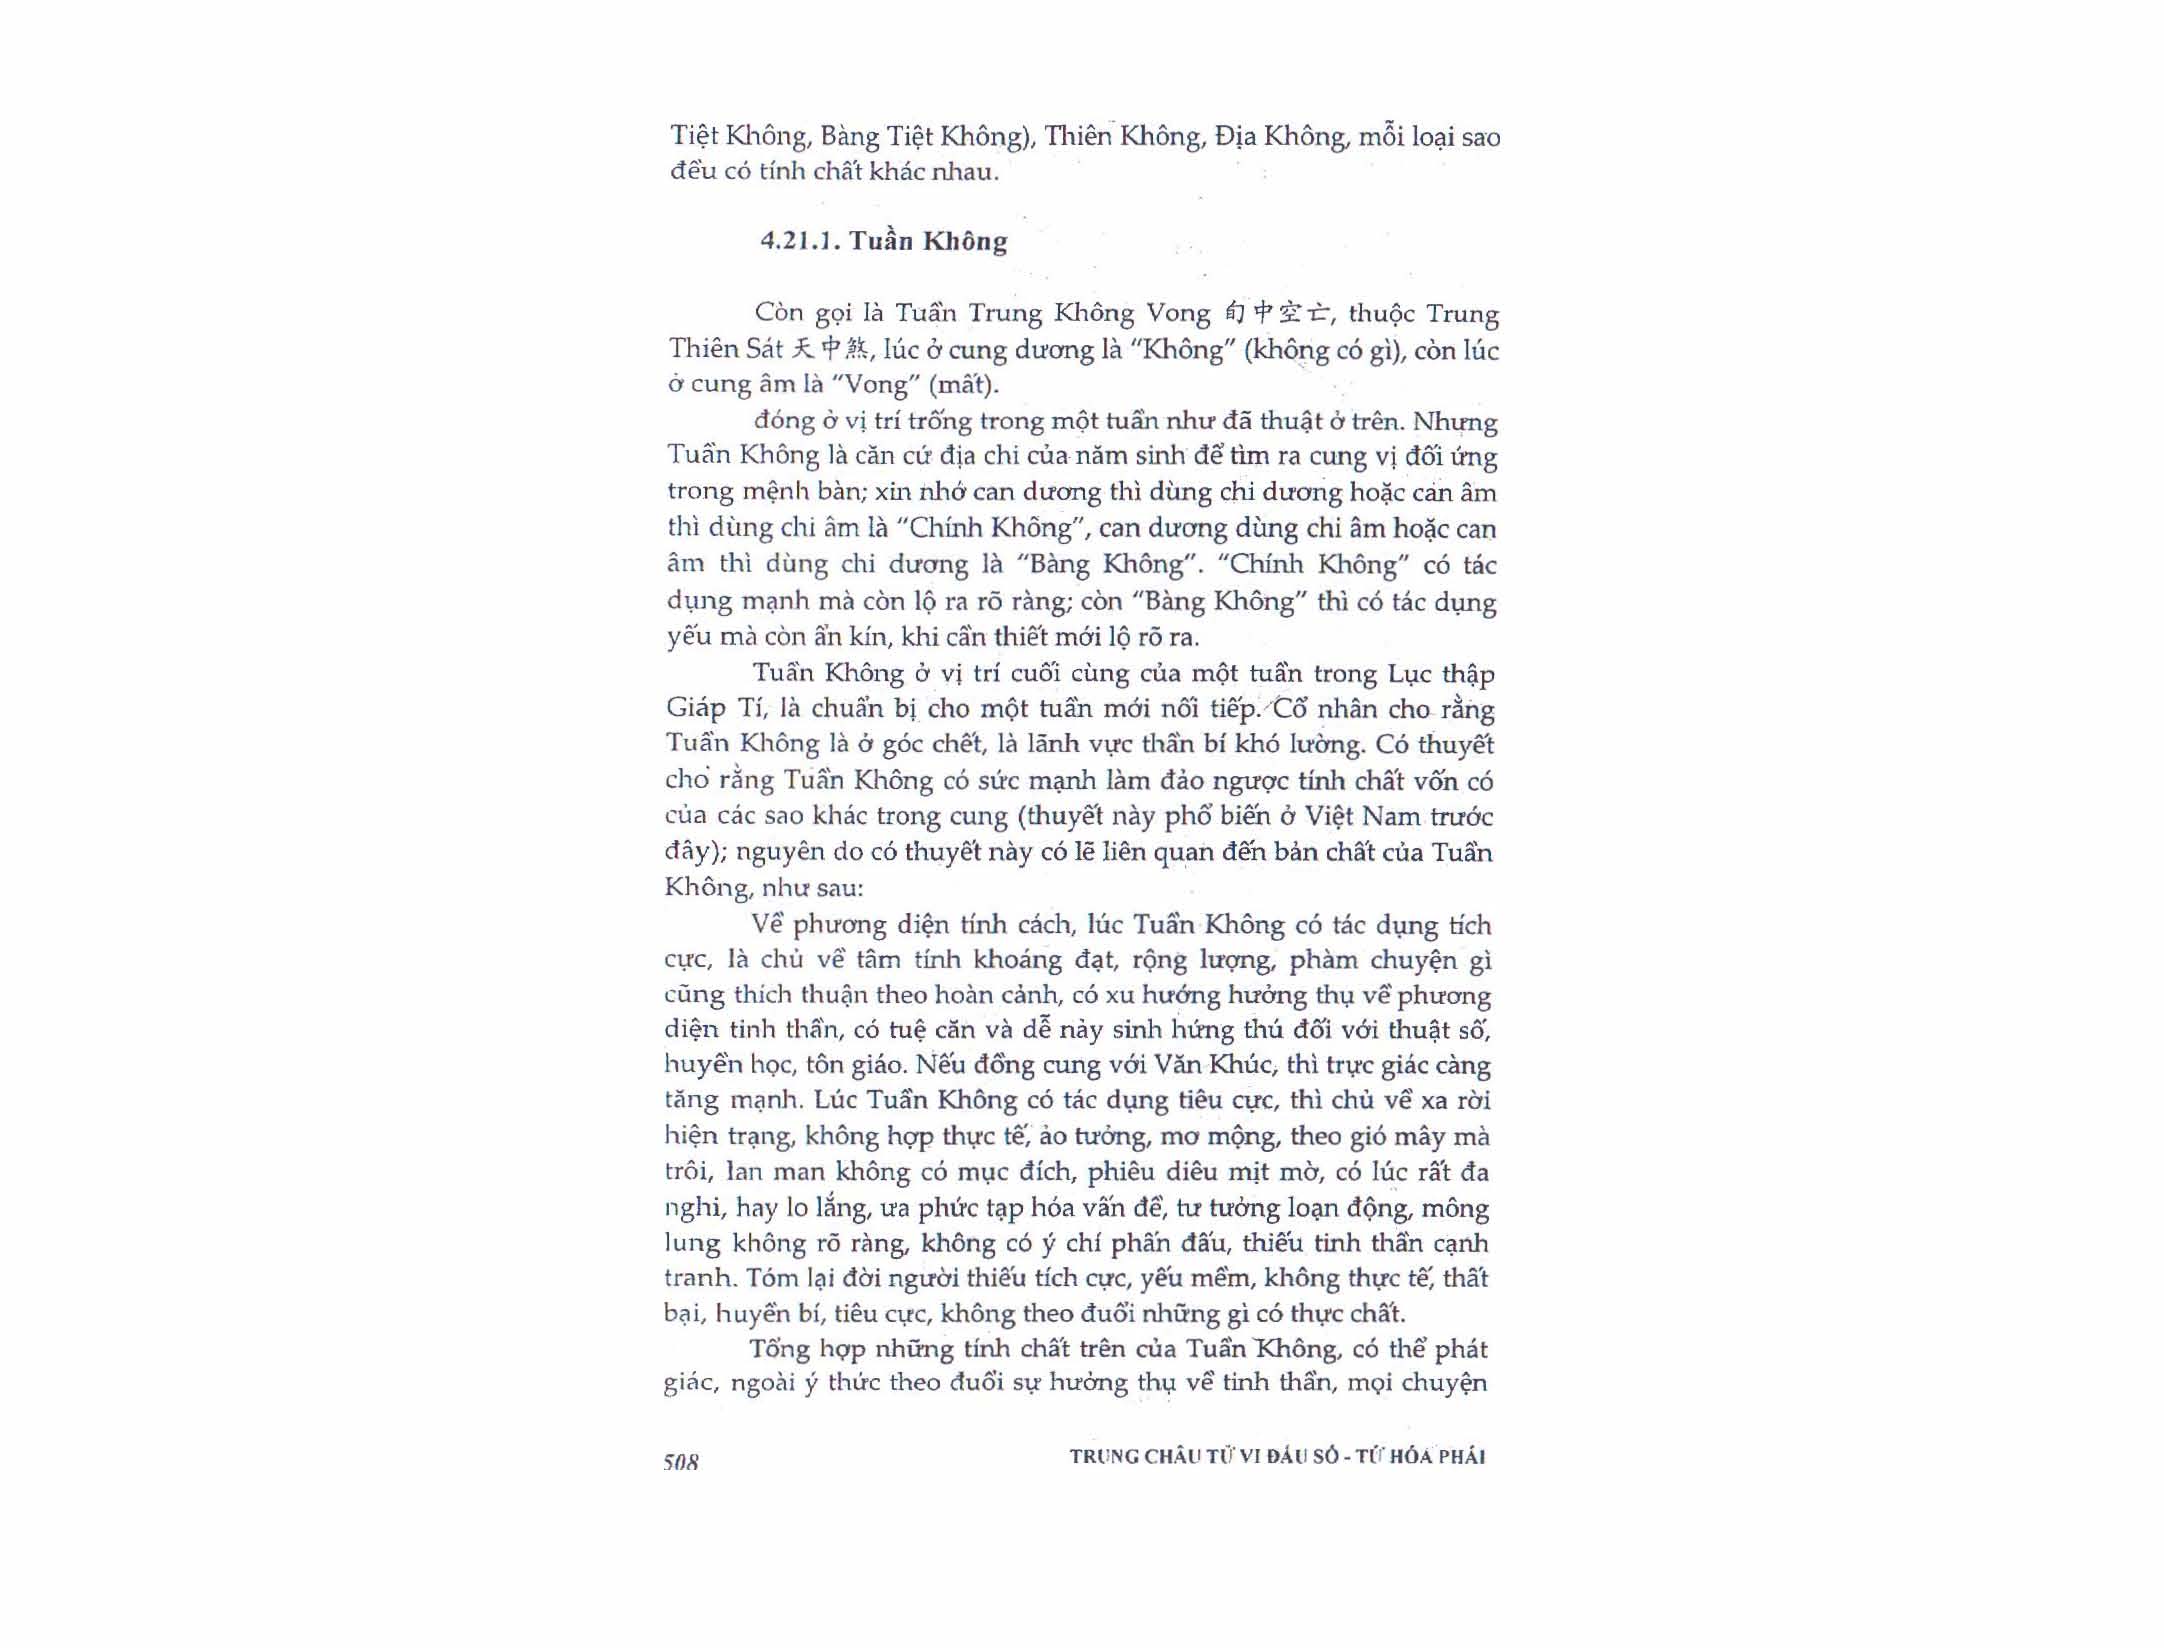 Tiệt Không, Bàng Tiệt Không), Thiên Không, Địa Không, mỗi loại sao
đều có tính chất khác nhau.
4.21.1. Tuần Không
Còn gọi là Tuần Trung Không Vong 旬中空亡, thuộc Trung
Thiên Sát 天中煞, lúc ở cung dương là "Không" (không có gì), còn lúc
ở cung âm là "Vong" (mất).
đóng ở vị trí trống trong một tuần như đã thuật ở trên. Nhưng
Tuần Không là căn cứ địa chi của năm sinh để tìm ra cung vị đối ứng
trong mệnh bàn; xin nhớ can dương thì dùng chi dương hoặc can âm
thì dùng chi âm là "Chính Không", can dương dùng chi âm hoặc can
âm thì dùng chi dương là "Bàng Không". "Chính Không" có tác
dụng mạnh mà còn lộ ra rõ ràng; còn "Bàng Không" thì có tác dụng
yếu mà còn ẩn kín, khi cần thiết mới lộ rõ ra.
Tuần Không ở vị trí cuối cùng của một tuần trong Lục thập
Giáp Tí, là chuẩn bị cho một tuần mới nối tiếp. Cổ nhân cho rằng
Tuần Không là ở góc chết, là lãnh vực thần bí khó lường. Có thuyết
cho rằng Tuần Không có sức mạnh làm đảo ngược tính chất vốn có
của các sao khác trong cung (thuyết này phổ biến ở Việt Nam trước
đây); nguyên do có thuyết này có lẽ liên quan đến bản chất của Tuần
Không, như sau:
Về phương diện tính cách, lúc Tuần Không có tác dụng tích
cực, là chủ về tâm tính khoáng đạt, rộng lượng, phàm chuyện gì
cũng thích thuận theo hoàn cảnh, có xu hướng hưởng thụ về phương
diện tinh thần, có tuệ căn và dễ nảy sinh hứng thú đối với thuật số,
huyền học, tôn giáo. Nếu đồng cung với Văn Khúc, thì trực giác càng
tăng mạnh. Lúc Tuần Không có tác dụng tiêu cực, thì chủ về xa rời
hiện trạng, không hợp thực tế, ảo tưởng, mơ mộng, theo gió mây mà
trôi, lan man không có mục đích, phiêu diêu mịt mờ, có lúc rất đa
nghi, hay lo lắng, ưa phức tạp hóa vấn đề, tư tưởng loạn động, mông
lung không rõ ràng, không có ý chí phấn đấu, thiếu tinh thần cạnh
tranh. Tóm lại đời người thiếu tích cực, yếu mềm, không thực tế, thất
bại, huyền bí, tiêu cực, không theo đuổi những gì có thực chất.
Tổng hợp những tính chất trên của Tuần Không, có thể phát
giác, ngoài ý thức theo đuổi sự hưởng thụ về tinh thần, mọi chuyện
508
TRUNG CHÂU TỬ VI ĐẨU SỐ - TỨ HÓA PHÁI